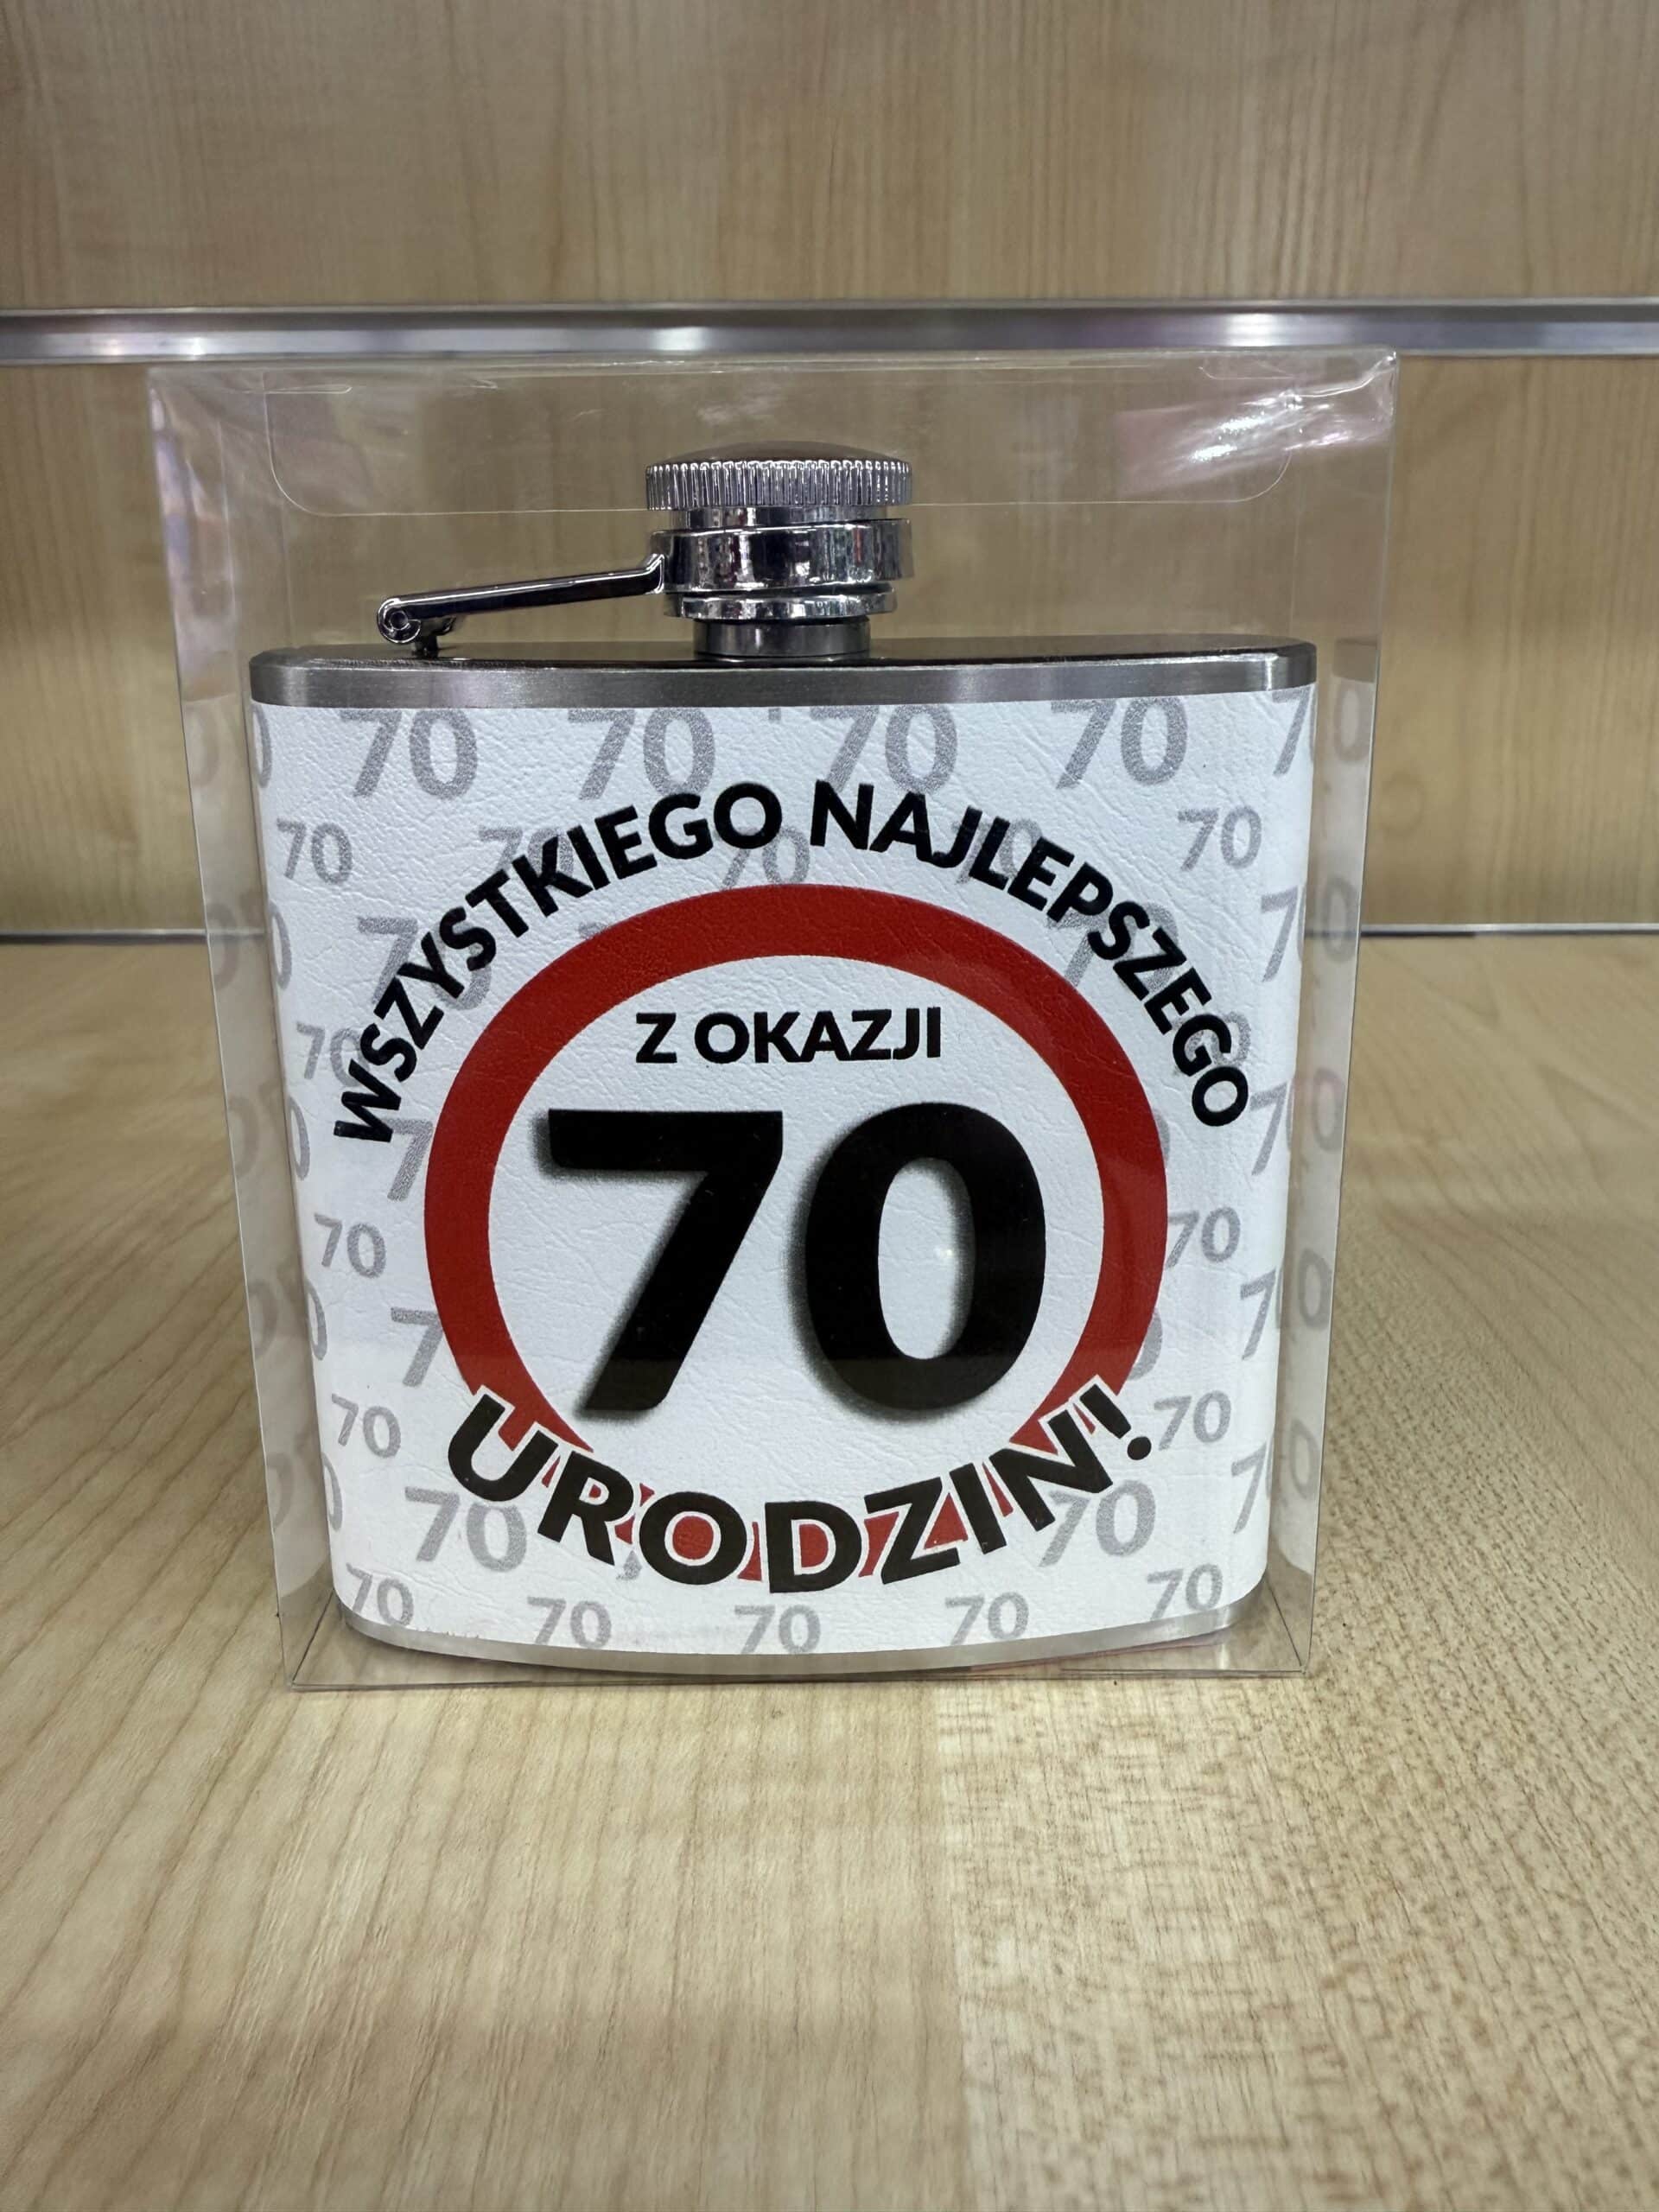 WSZYSTKIEGO NAJLEPSZEGO
Z OKAZJI
70
URODZIN!